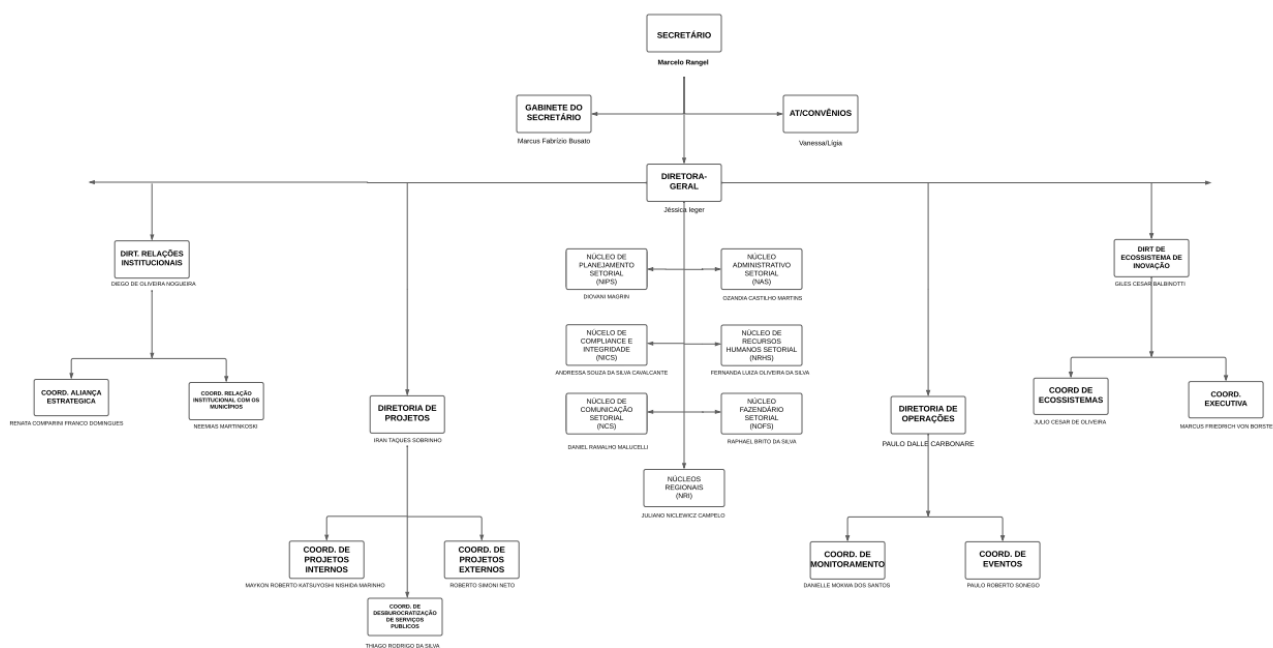 SECRETÁRIO
Marcelo Rangel
GABINETE DO
SECRETÁRIO
Marcus Fabrízio Busato
AT/CONVÊNIOS
Vanessa/Lígia
DIRETORA-
GERAL
Jéssica Ieger
DIRT. RELAÇÕES
INSTITUCIONAIS
DIEGO DE OLIVEIRA NOGUEIRA
COORD. ALIANÇA
ESTRATEGICA
RENATA COMPARINI FRANCO DOMINGUES
COORD. RELAÇÃO
INSTITUCIONAL COM OS
MUNICÍPIOS
NEEMIAS MARTINKOSKI
DIRETORIA DE
PROJETOS
IRAN TAQUES SOBRINHO
COORD. DE
PROJETOS
INTERNOS
MAYKON ROBERTO KATSUYOSHI NISHIDA MARINHO
COORD. DE
PROJETOS
EXTERNOS
ROBERTO SIMONI NETO
COORD. DE
DESBUROCRATIZAÇÃO
DE SERVIÇOS
PUBLICOS
THIAGO RODRIGO DA SILVA
NÚCLEO DE
PLANEJAMENTO
SETORIAL
(NIPS)
DIOVANI MAGRIN
NÚCLEO
ADMINISTRATIVO
SETORIAL
(NAS)
OZANDIA CASTILHO MARTINS
NÚCELO DE
COMPLIANCE E
INTEGRIDADE
(NICS)
ANDRESSA SOUZA DA SILVA CAVALCANTE
NÚCLEO DE
RECURSOS
HUMANOS SETORIAL
(NRHS)
FERNANDA LUIZA OLIVEIRA DA SILVA
NÚCLEO DE
COMUNICAÇÃO
SETORIAL
(NCS)
DANIEL RAMALHO MALUCELLI
NÚCLEO
FAZENDÁRIO
SETORIAL
(NOFS)
RAPHAEL BRITO DA SILVA
NÚCLEOS
REGIONAIS
(NRI)
JULIANO NICLEWICZ CAMPELO
DIRETORIA DE
OPERAÇÕES
PAULO DALLE CARBONARE
COORD. DE
MONITORAMENTO
DANIELLE MOKWA DOS SANTOS
COORD. DE
EVENTOS
PAULO ROBERTO SONEGO
DIRT DE
ECOSSISTEMA DE
INOVAÇÃO
GILES CESAR BALBINOTTI
COORD DE
ECOSSISTEMAS
JULIO CESAR DE OLIVEIRA
COORD.
EXECUTIVA
MARCUS FRIEDRICH VON BORSTE